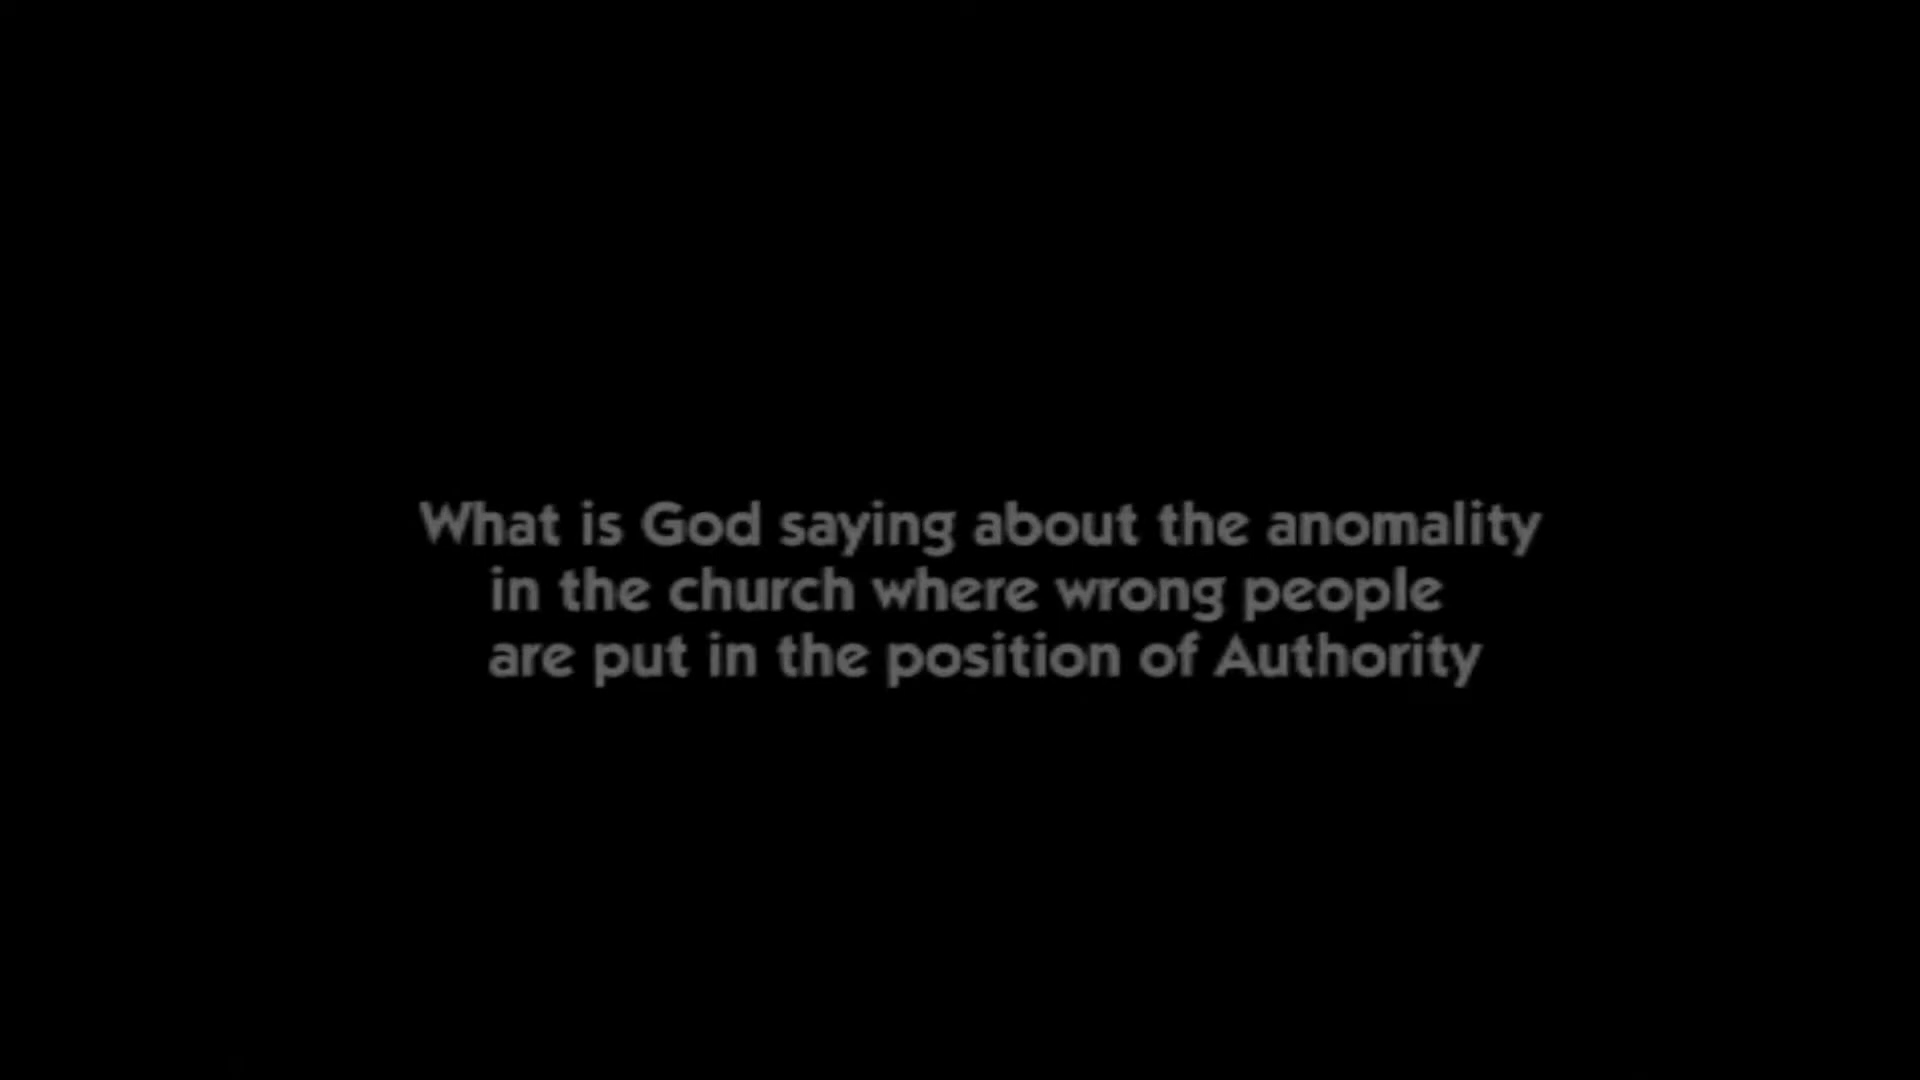 What is God saying about the anomality
in the church where wrong people
are put in the position of Authority